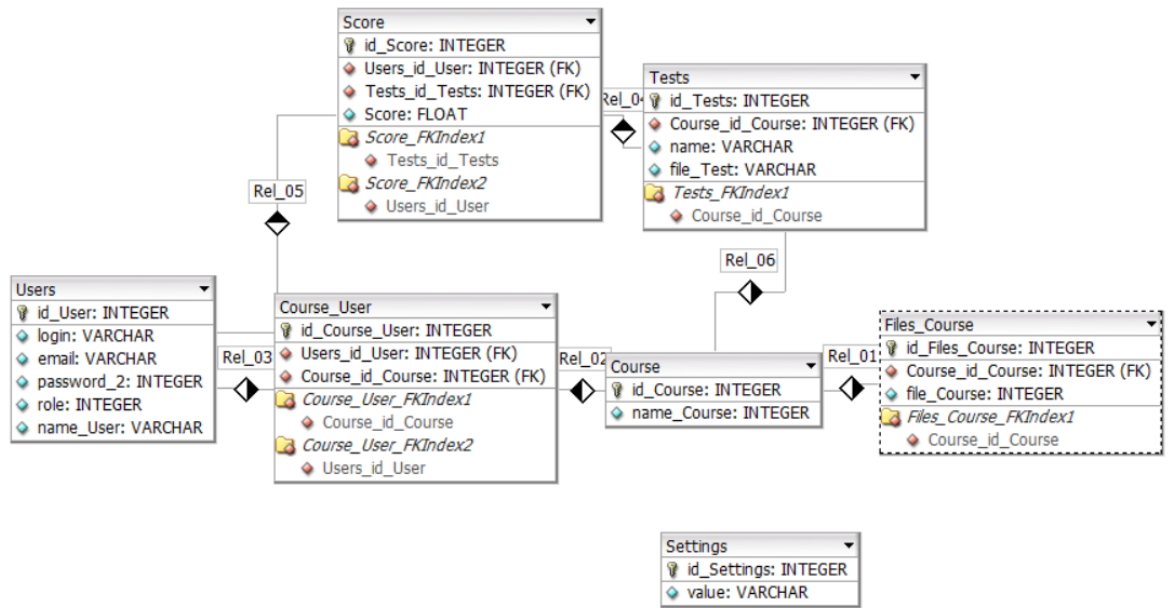 Score
id_Score: INTEGER
Users_id_User: INTEGER (FK)
Tests_id_Tests: INTEGER (FK)
Score: FLOAT
Score_FKIndex1
Tests_id_Tests
Score_FKIndex2
Users_id_User
Rel_04
Tests
id_Tests: INTEGER
Course_id_Course: INTEGER (FK)
name: VARCHAR
file_Test: VARCHAR
Tests_FKIndex1
Course_id_Course
Rel_05
Rel_06
Users
id_User: INTEGER
login: VARCHAR
email: VARCHAR
password_2: INTEGER
role: INTEGER
name_User: VARCHAR
Rel_03
Course_User
id_Course_User: INTEGER
Users_id_User: INTEGER (FK)
Course_id_Course: INTEGER (FK)
Course_User_FKIndex1
Course_id_Course
Course_User_FKIndex2
Users_id_User
Rel_02
Course
id_Course: INTEGER
name_Course: INTEGER
Rel_01
Files_Course
id_Files_Course: INTEGER
Course_id_Course: INTEGER (FK)
file_Course: INTEGER
Files_Course_FKIndex1
Course_id_Course
Settings
id_Settings: INTEGER
value: VARCHAR